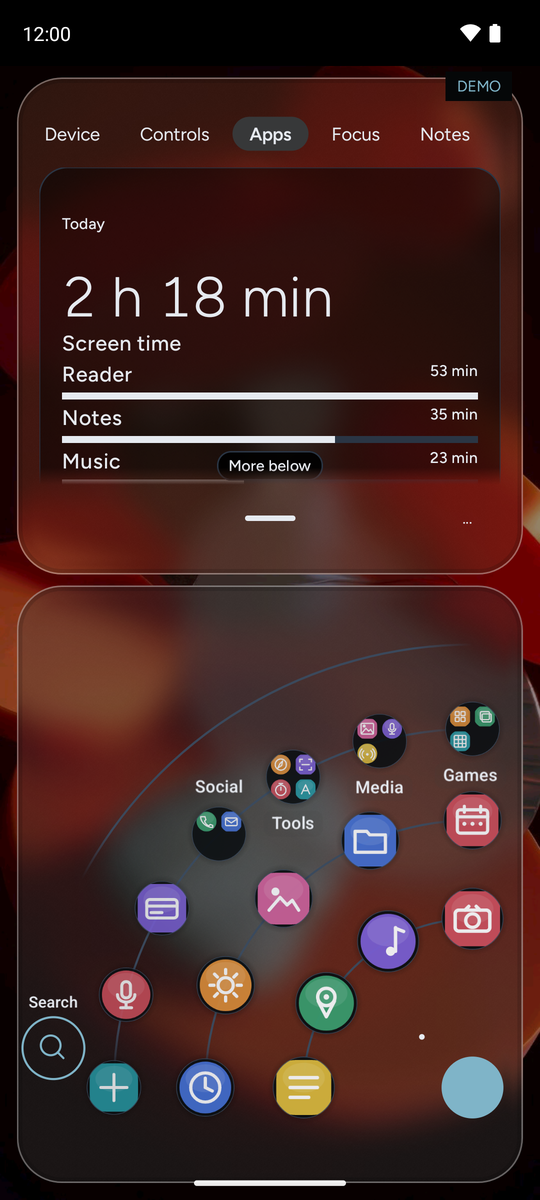 12:00
DEMO
Device Controls Apps Focus Notes
Today
2 h 18 min
Screen time
Reader 53 min
Notes 35 min
Music 23 min
More below
...
Social
Tools
Media
Games
Search